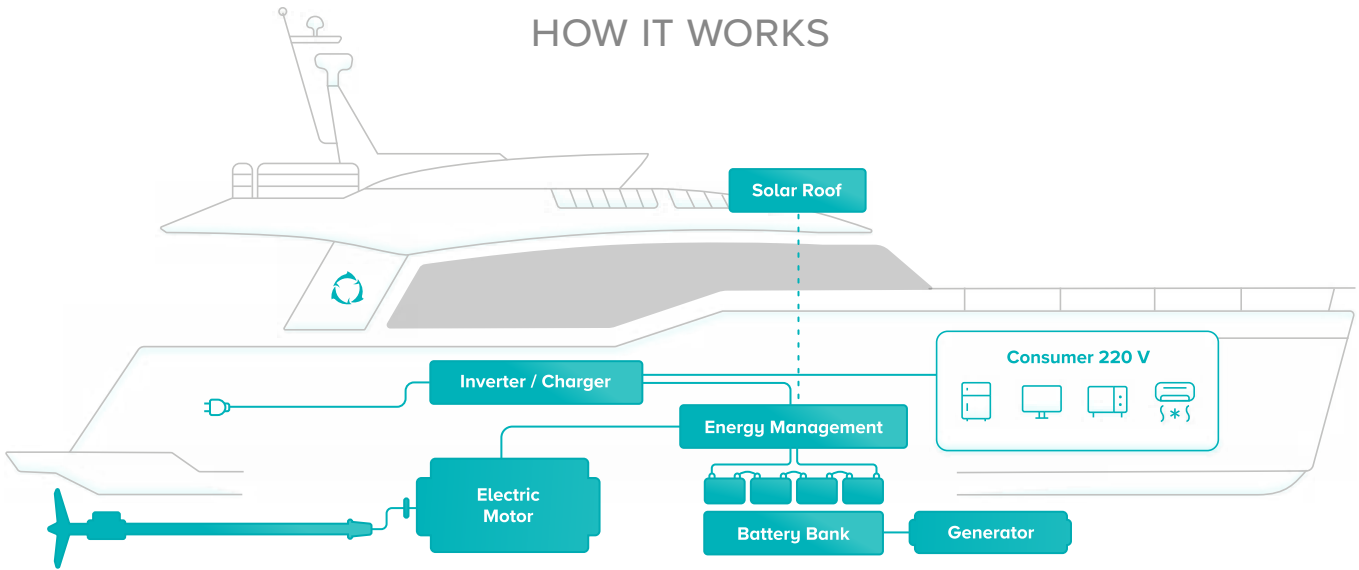 HOW IT WORKS
Solar Roof
Consumer 220 V
Inverter / Charger
Energy Management
Electric
Motor
Battery Bank
Generator